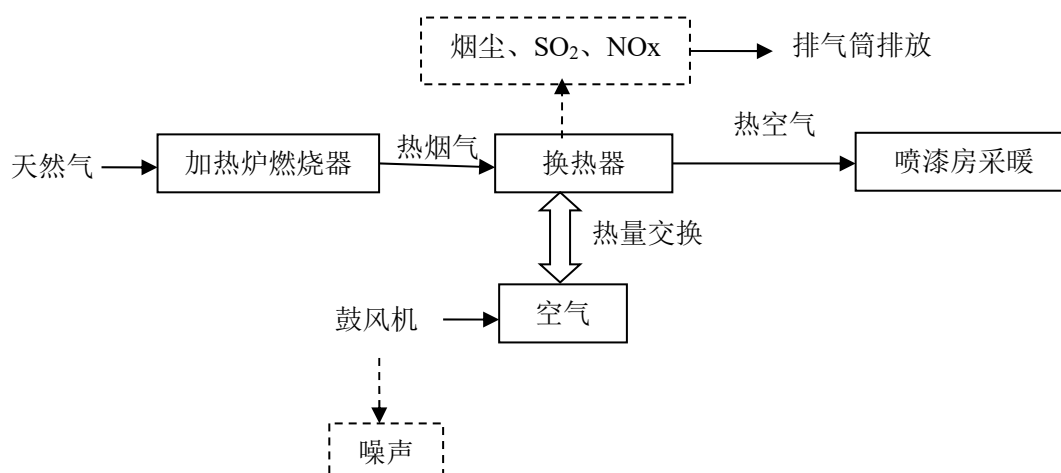 烟尘、SO₂、NOx
排气筒排放
天然气
加热炉燃烧器
热烟气
换热器
热空气
喷漆房采暖
热量交换
鼓风机
空气
噪声